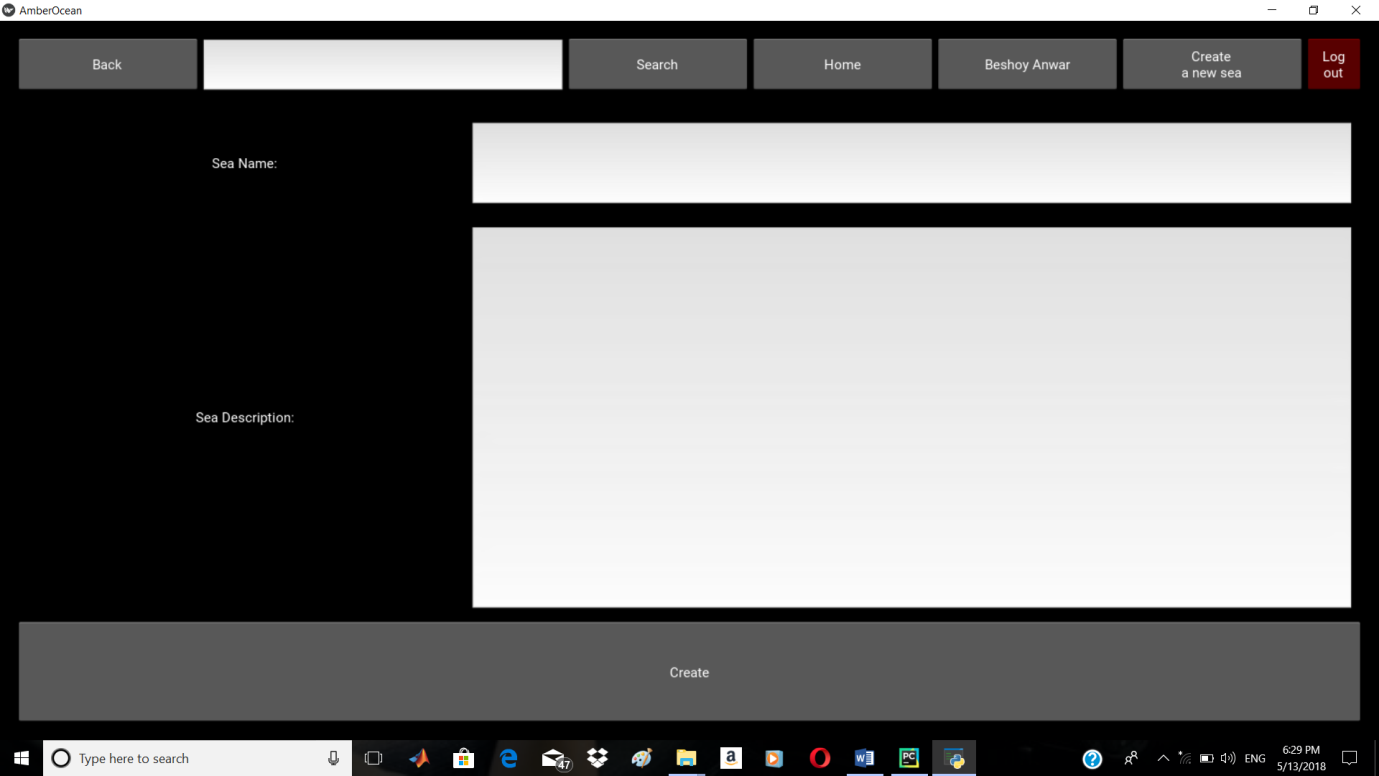 AmberOcean
Back
Search
Home
Beshoy Anwar
Create
a new sea
Log
out
Sea Name:
Sea Description:
Create
Type here to search
47
a
W
PC
?
ENG
6:29 PM
5/13/2018